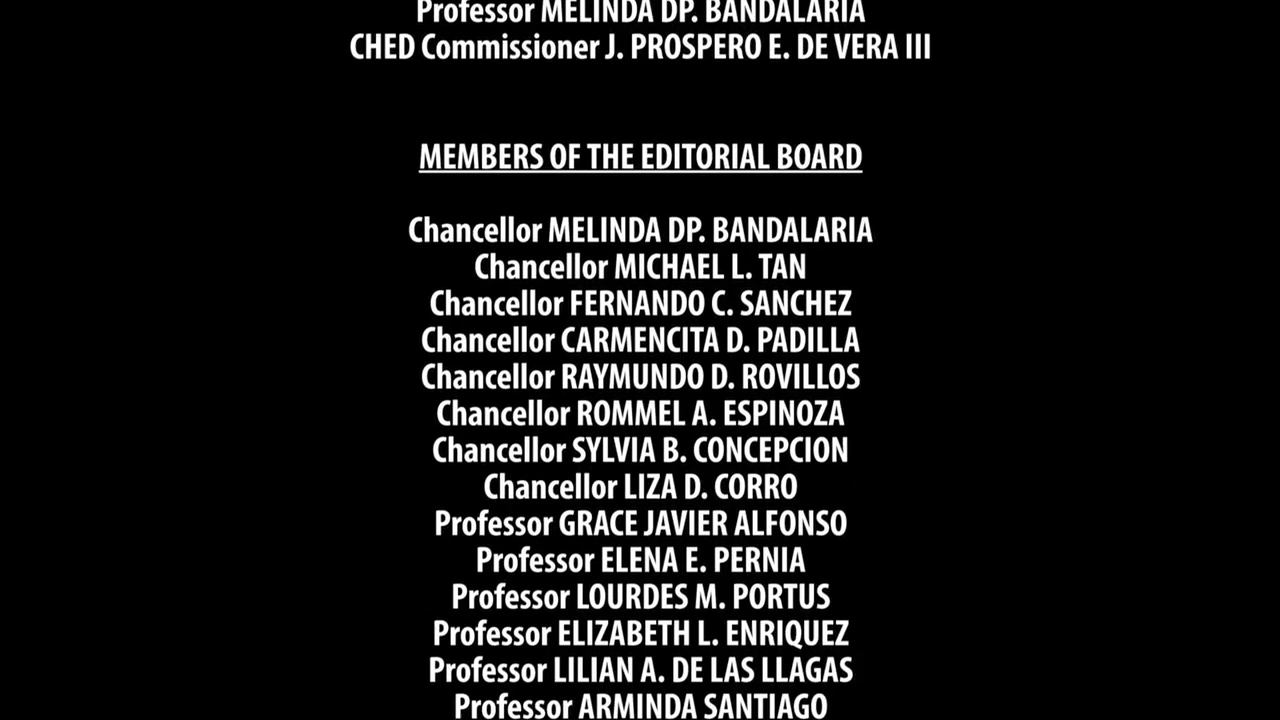 Professor MELINDA DP. BANDALARIA
CHED Commissioner J. PROSPERO E. DE VERA III
MEMBERS OF THE EDITORIAL BOARD
Chancellor MELINDA DP. BANDALARIA
Chancellor MICHAEL L. TAN
Chancellor FERNANDO C. SANCHEZ
Chancellor CARMENCITA D. PADILLA
Chancellor RAYMUNDO D. ROVILLOS
Chancellor ROMMEL A. ESPINOZA
Chancellor SYLVIA B. CONCEPCION
Chancellor LIZA D. CORRO
Professor GRACE JAVIER ALFONSO
Professor ELENA E. PERNIA
Professor LOURDES M. PORTUS
Professor ELIZABETH L. ENRIQUEZ
Professor LILIAN A. DE LAS LLAGAS
Professor ARMINDA SANTIAGO